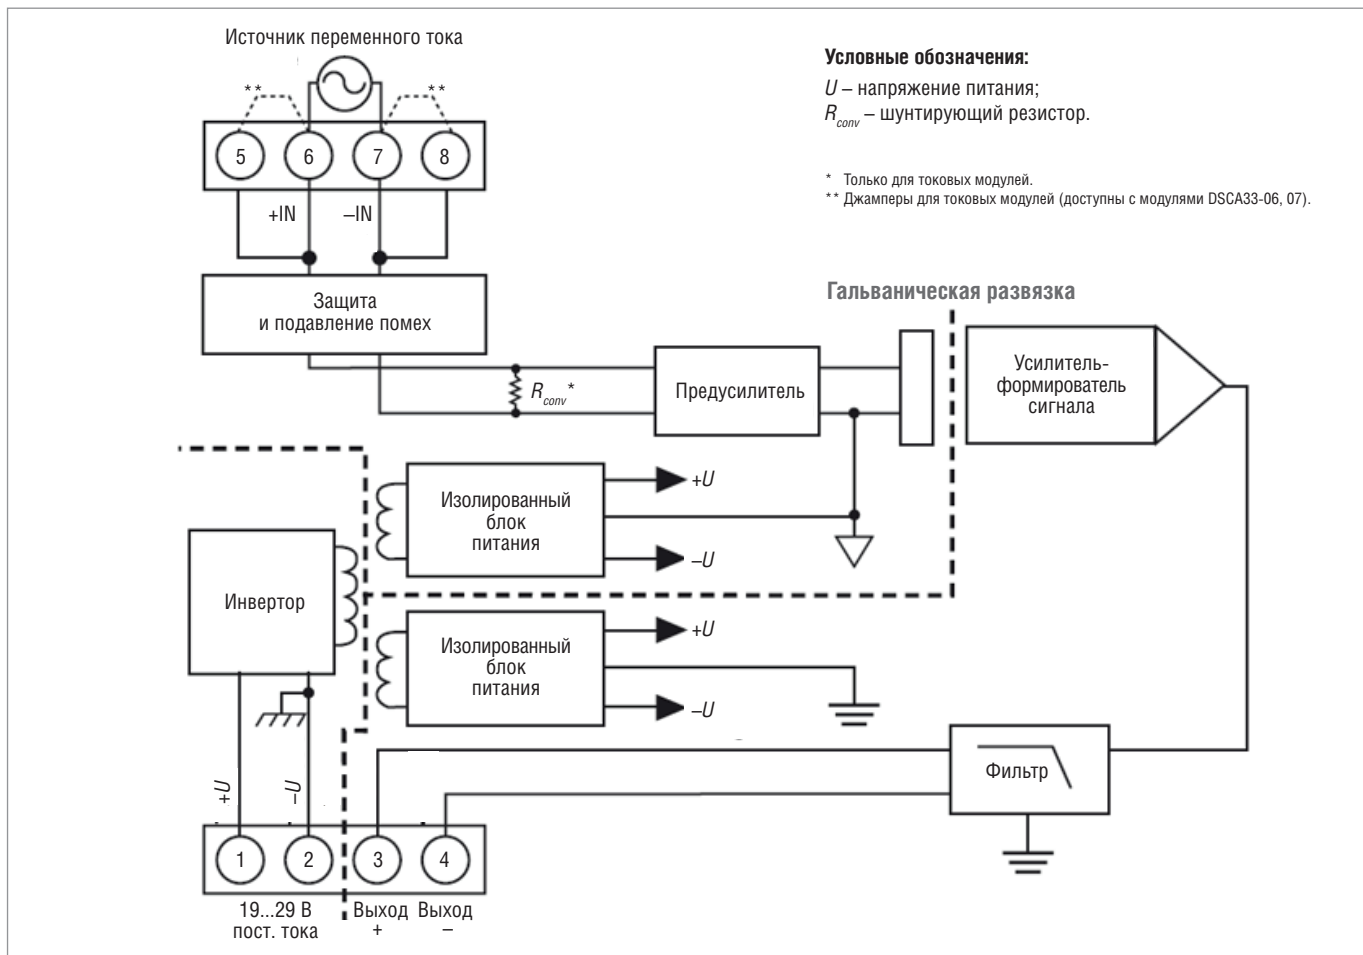 Источник переменного тока
Условные обозначения:
U – напряжение питания;
R conv – шунтирующий резистор.
* Только для токовых модулей.
** Джамперы для токовых модулей (доступны с модулями DSCA33-06, 07).
** **
5 6 7 8
+IN –IN
Защита
и подавление помех
Гальваническая развязка
R conv *
Предусилитель
Усилитель-
формирователь
сигнала
Изолированный
блок
питания
+U
–U
Инвертор
Изолированный
блок
питания
+U
–U
+U –U
Фильтр
1 2 3 4
19...29 В
пост. тока
Выход
+
Выход
–